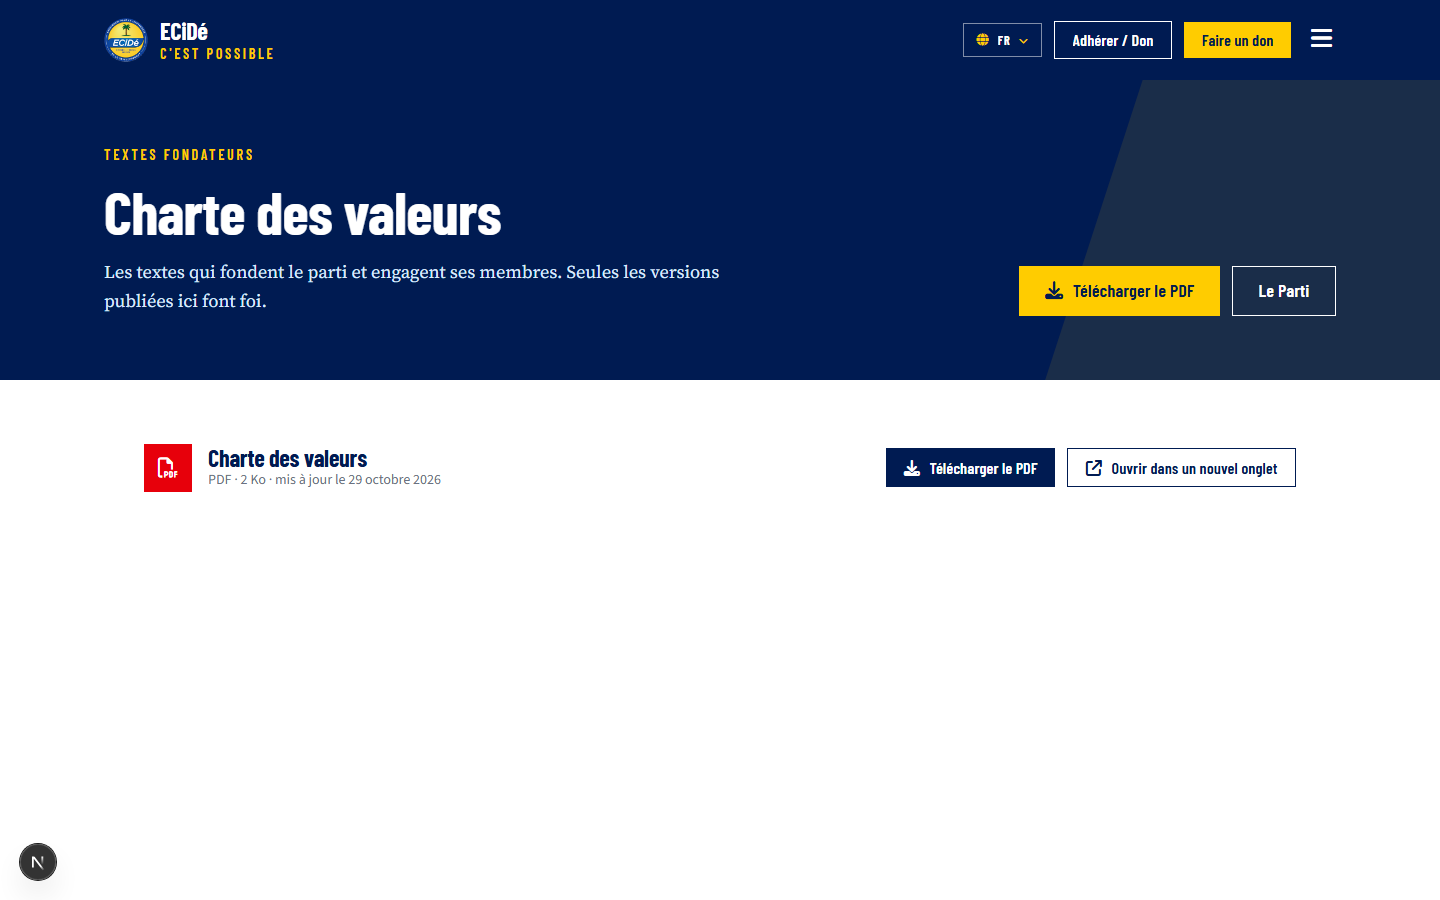 ECiDé
C'EST POSSIBLE
FR
Adhérer / Don
Faire un don
ECiDé
TEXTES FONDATEURS
Charte des valeurs
Les textes qui fondent le parti et engagent ses membres. Seules les versions
publiées ici font foi.
Télécharger le PDF
Le Parti
PDF
Charte des valeurs
PDF · 2 Ko · mis à jour le 29 octobre 2026
Télécharger le PDF
Ouvrir dans un nouvel onglet
N